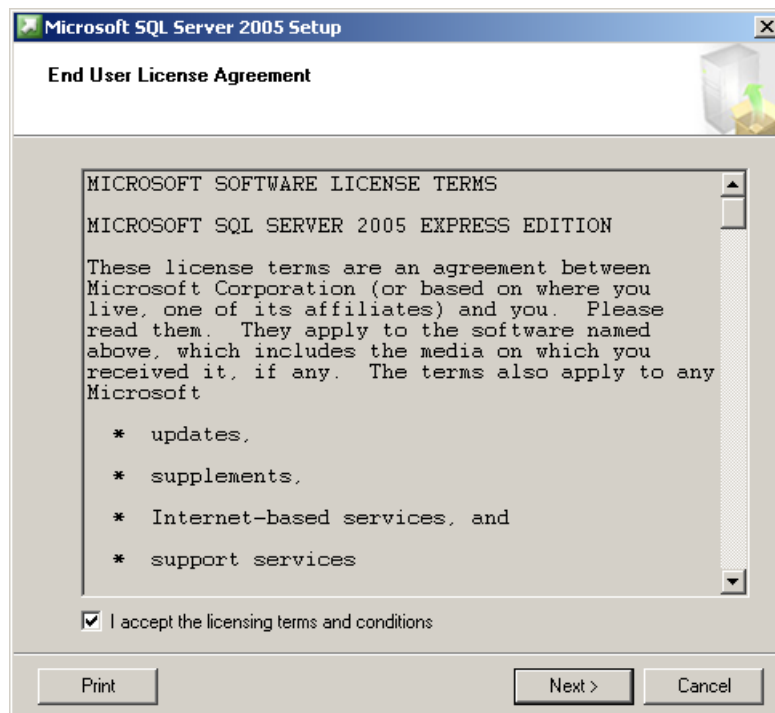 Microsoft SQL Server 2005 Setup
End User License Agreement
MICROSOFT SOFTWARE LICENSE TERMS
MICROSOFT SQL SERVER 2005 EXPRESS EDITION
These license terms are an agreement between
Microsoft Corporation (or based on where you
live, one of its affiliates) and you.  Please
read them.  They apply to the software named
above, which includes the media on which you
received it, if any.  The terms also apply to any
Microsoft
* updates,
* supplements,
* Internet-based services, and
* support services
I accept the licensing terms and conditions
Print Next > Cancel